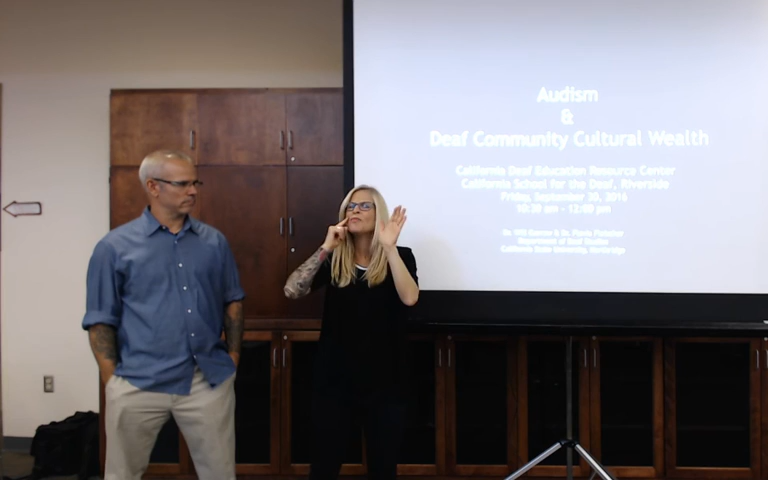 Audism
&
Deaf Community Cultural Wealth
California Deaf Education Resource Center
California School for the Deaf, Riverside
Friday, September 30, 2016
10:30 am - 12:00 pm
Department of Deaf Studies
California State University, Northridge